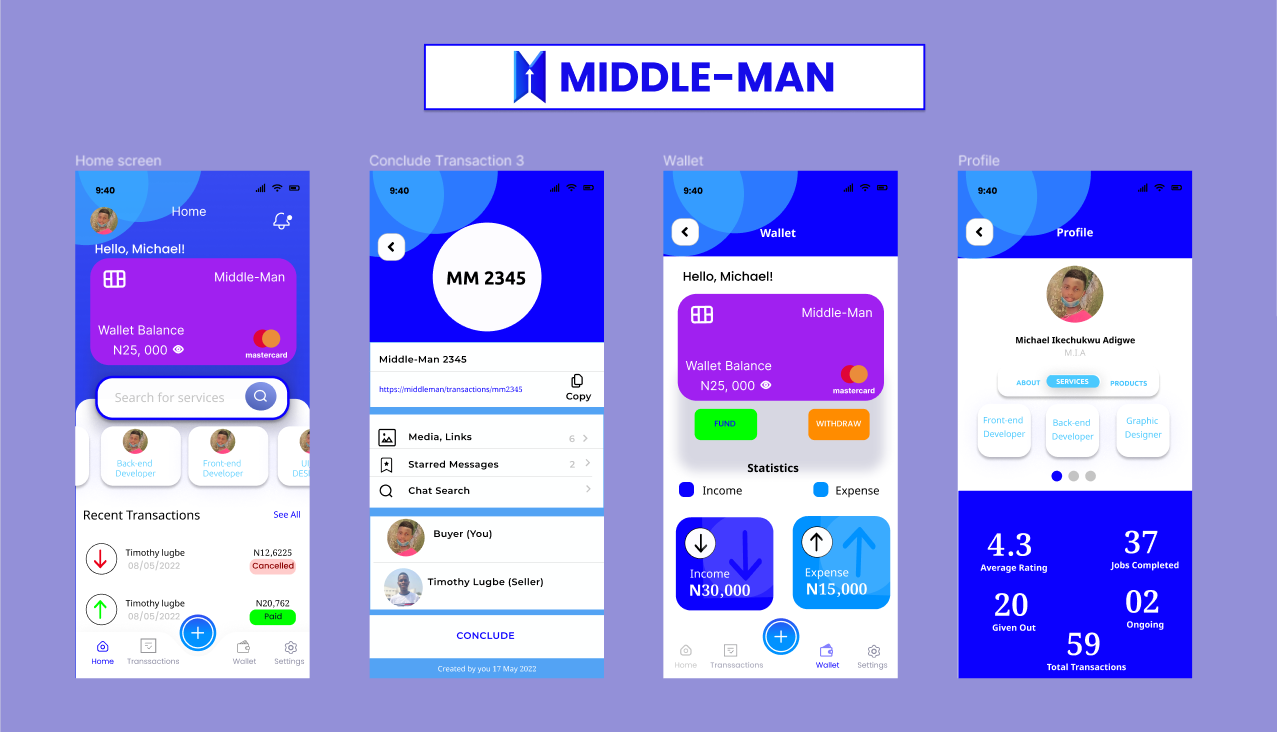 MIDDLE-MAN
Home screen
9:40
Home
Hello, Michael!
Middle-Man
Wallet Balance
N25, 000
mastercard
Search for services
Back-end
Developer
Front-end
Developer
UI
DES
Recent Transactions
See All
Timothy lugbe
N12,6225
08/05/2022
Cancelled
Timothy lugbe
N20,762
08/05/2022
Paid
Home
Transsactions
Wallet
Settings
Conclude Transaction 3
9:40
MM 2345
Middle-Man 2345
https://middleman/transactions/mm2345
Copy
Media, Links
6
Starred Messages
2
Chat Search
Buyer (You)
Timothy Lugbe (Seller)
CONCLUDE
Created by you 17 May 2022
Wallet
9:40
Wallet
Hello, Michael!
Middle-Man
Wallet Balance
N25, 000
mastercard
FUND
WITHDRAW
Statistics
Income
Expense
Income
N30,000
Expense
N15,000
Home
Transsactions
Wallet
Settings
Profile
9:40
Profile
Michael Ikechukwu Adigwe
M.I.A
ABOUT
SERVICES
PRODUCTS
Front-end
Developer
Back-end
Developer
Graphic
Designer
4.3
Average Rating
37
Jobs Completed
20
Given Out
02
Ongoing
59
Total Transactions